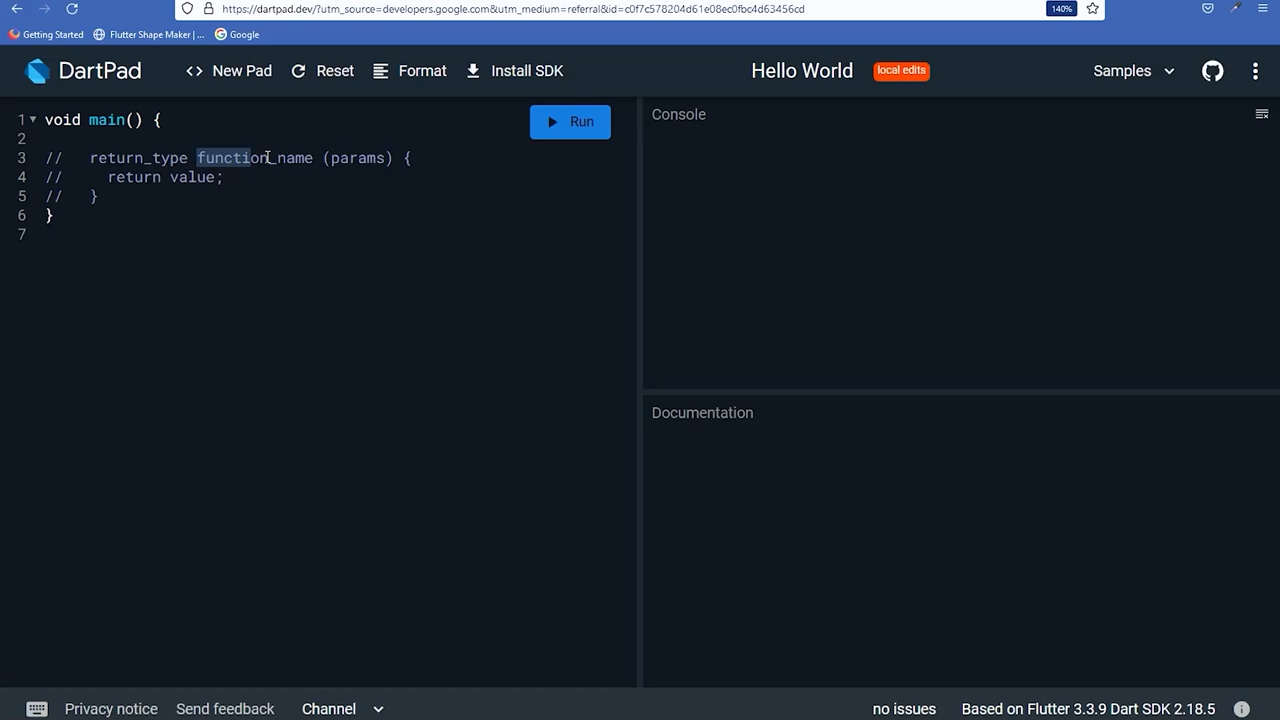 https://dartpad.dev/?utm_source=developers.google.com&utm_medium=referral&id=c0f7c578204d61e08ec0fbc4d63456cd
140%
Getting Started
Flutter Shape Maker | ...
Google
DartPad
<> New Pad
Reset
Format
Install SDK
Hello World
local edits
Samples
1 void main() {
2
3 // return_type function_name (params) {
4 // return value;
5 // }
6 }
7
Run
Console
Documentation
Privacy notice
Send feedback
Channel
no issues
Based on Flutter 3.3.9 Dart SDK 2.18.5